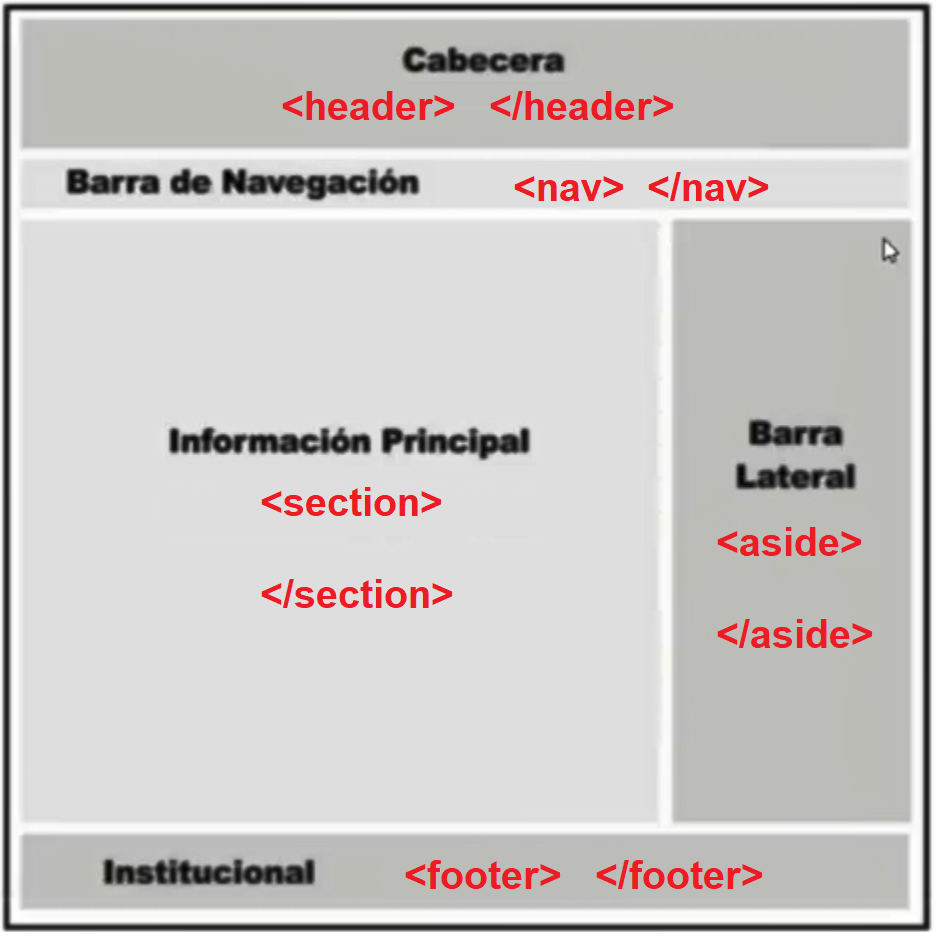 Cabecera
<header> </header>
Barra de Navegación <nav> </nav>
Información Principal
<section>
</section>
Barra
Lateral
<aside>
</aside>
Institucional <footer> </footer>